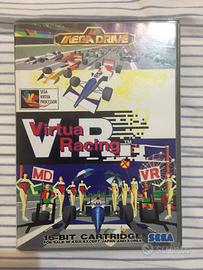 MEGA DRIVE
SEGA
VIRTUA
PROCESSOR
Virtua
VR
Racing
MD
VR
16-BIT CARTRIDGE
FOR SALE IN ASIA EXCEPT JAPAN AND KOREA
SEGA
subito